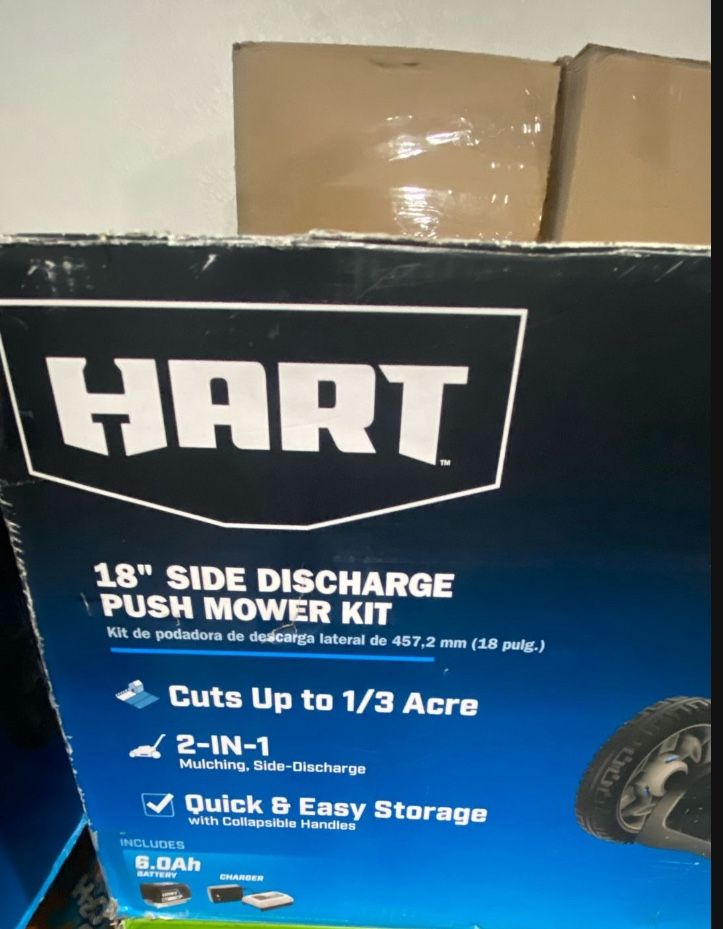 HART™
18" SIDE DISCHARGE
PUSH MOWER KIT
Kit de podadora de descarga lateral de 457,2 mm (18 pulg.)
Cuts Up to 1/3 Acre
2-IN-1
Mulching, Side-Discharge
Quick & Easy Storage
with Collapsible Handles
INCLUDES
6.0Ah
BATTERY
CHARGER